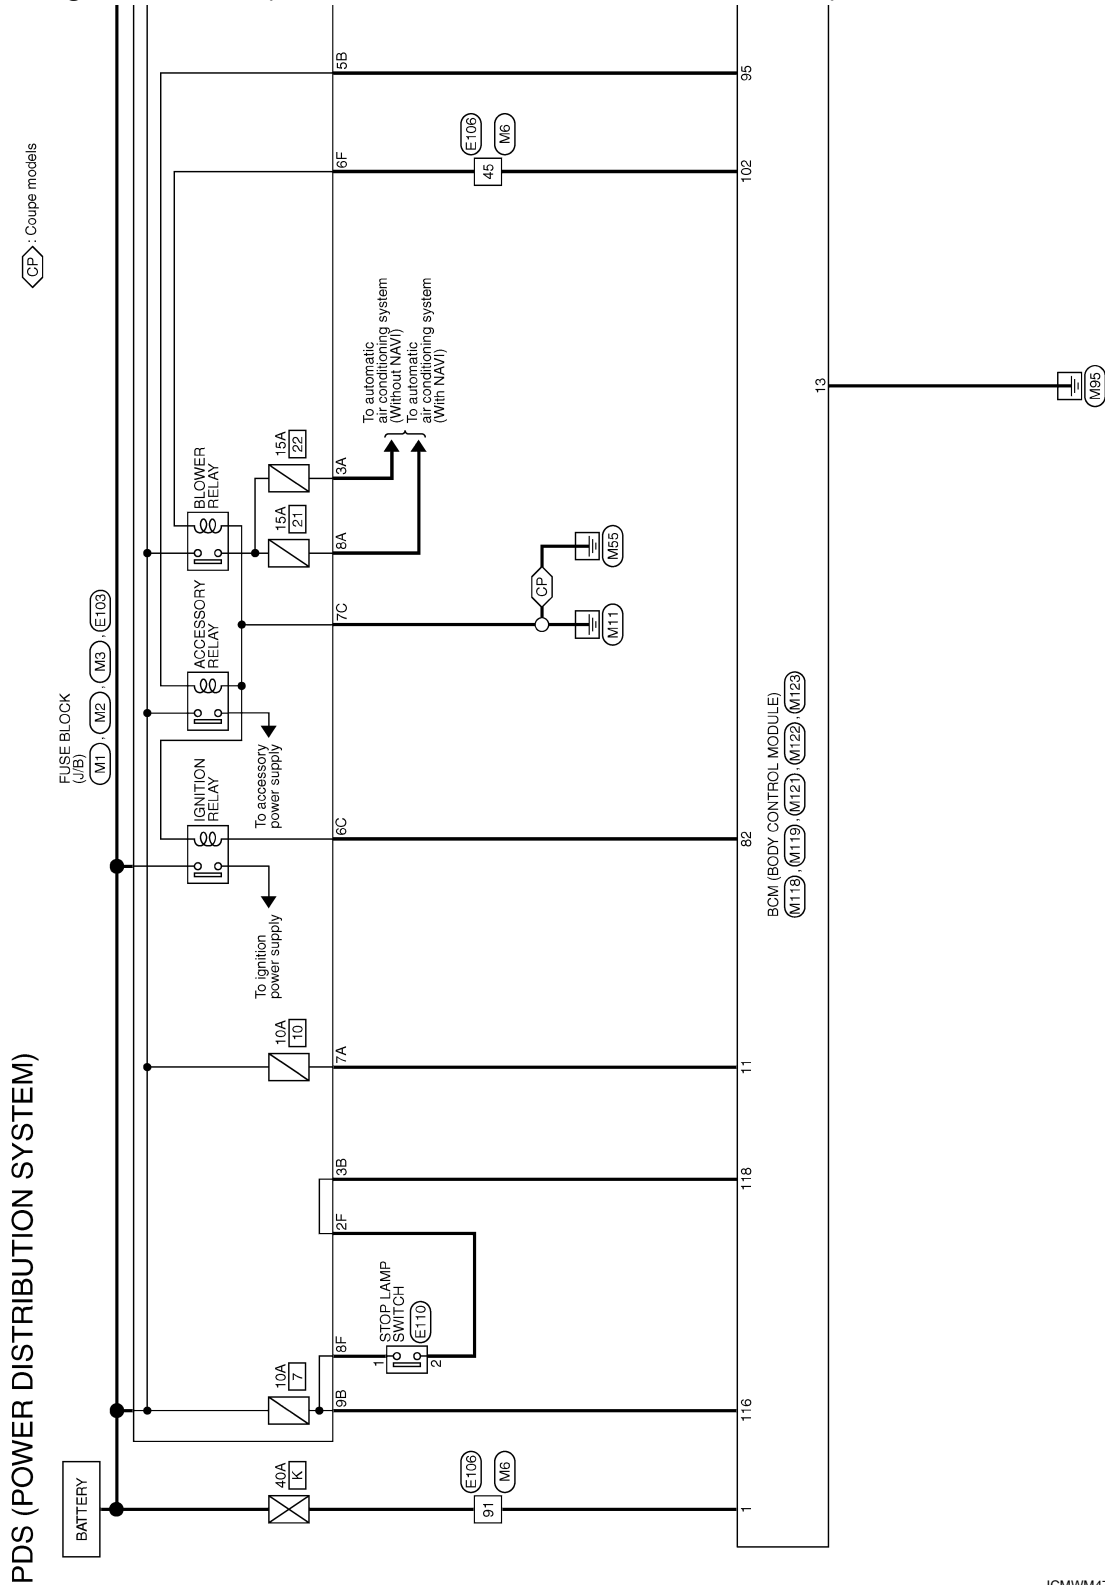 PDS (POWER DISTRIBUTION SYSTEM)
CP : Coupe models
BATTERY
FUSE BLOCK
(J/B)
M1 , M2 , M3 , E103
40A
K
10A
7
10A
10
IGNITION
RELAY
ACCESSORY
RELAY
BLOWER
RELAY
To ignition
power supply
To accessory
power supply
15A
21
15A
22
9B
8F
2F
3B
7A
6C
7C
8A
3A
6F
5B
1
STOP LAMP
SWITCH
E110
2
To automatic
air conditioning system
(Without NAVI)
To automatic
air conditioning system
(With NAVI)
E106
91
M6
E106
45
M6
CP
M11
M55
1
116
118
11
82
102
95
BCM (BODY CONTROL MODULE)
M118 , M119 , M121 , M122 , M123
13
M95